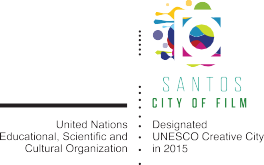 SANTOS
CITY OF FILM
United Nations
Educational, Scientific and
Cultural Organization
Designated
UNESCO Creative City
in 2015